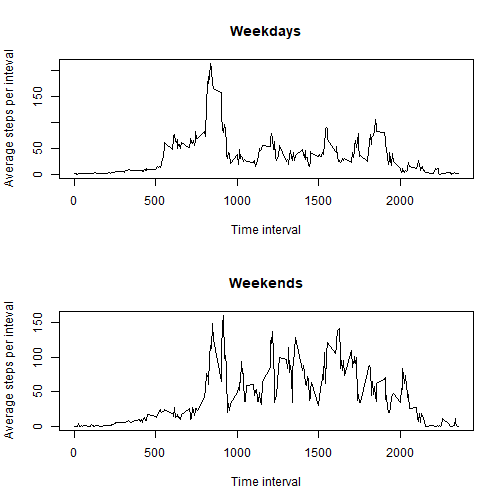 Weekdays
Average steps per inteval
0 50 150
0 500 1000 1500 2000
Time interval
Weekends
Average steps per inteval
0 50 100 150
0 500 1000 1500 2000
Time interval